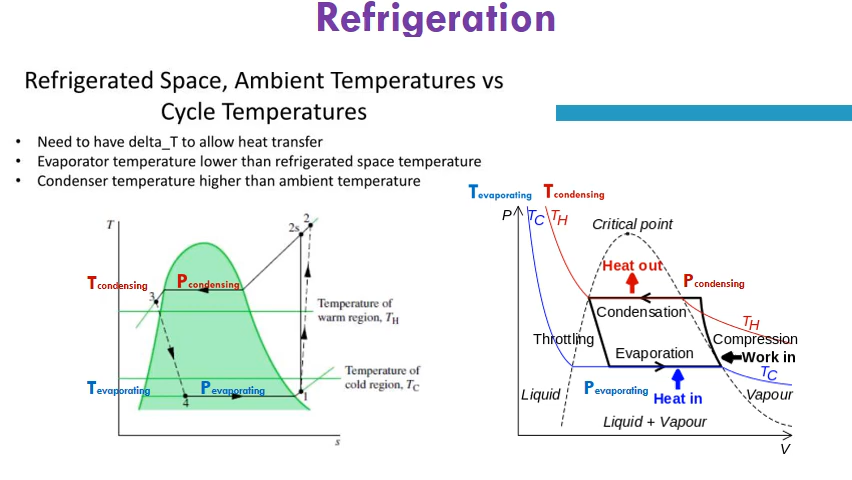 Refrigeration
Refrigerated Space, Ambient Temperatures vs
Cycle Temperatures
• Need to have delta_T to allow heat transfer
• Evaporator temperature lower than refrigerated space temperature
• Condenser temperature higher than ambient temperature
Tevaporating Tcondensing
T
2
2s
Tcondensing Pcondensing
3
Temperature of
warm region, TH
Temperature of
cold region, TC
Tevaporating Pevaporating
4
1
s
P TC TH
Critical point
Heat out
Pcondensing
Condensation
TH
Throttling
Compression
Evaporation
Work in
TC
Liquid
Pevaporating
Heat in
Vapour
Liquid + Vapour
V